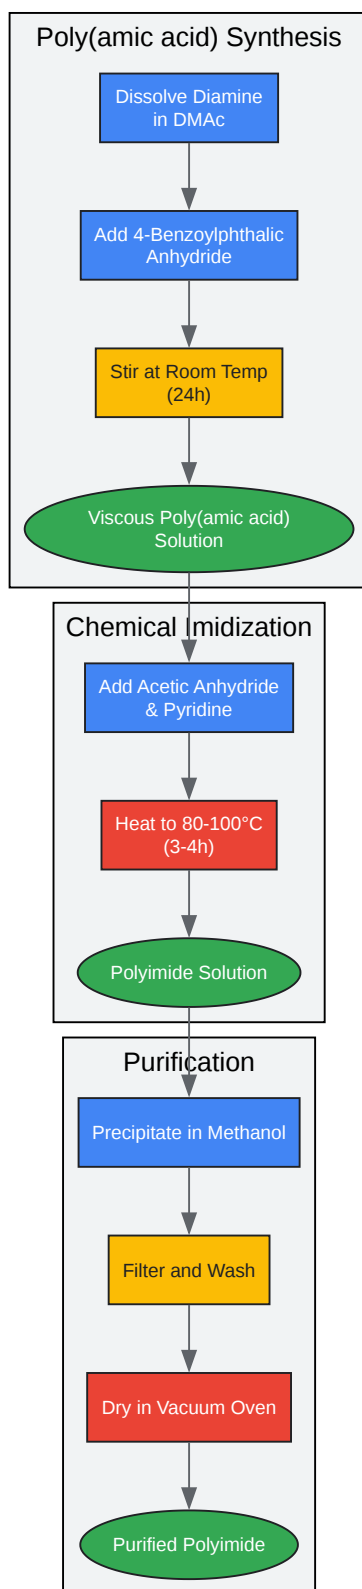 Poly(amic acid) Synthesis
Dissolve Diamine
in DMAc
Add 4-Benzoylphthalic
Anhydride
Stir at Room Temp
(24h)
Viscous Poly(amic acid)
Solution
Chemical Imidization
Add Acetic Anhydride
& Pyridine
Heat to 80-100°C
(3-4h)
Polyimide Solution
Purification
Precipitate in Methanol
Filter and Wash
Dry in Vacuum Oven
Purified Polyimide